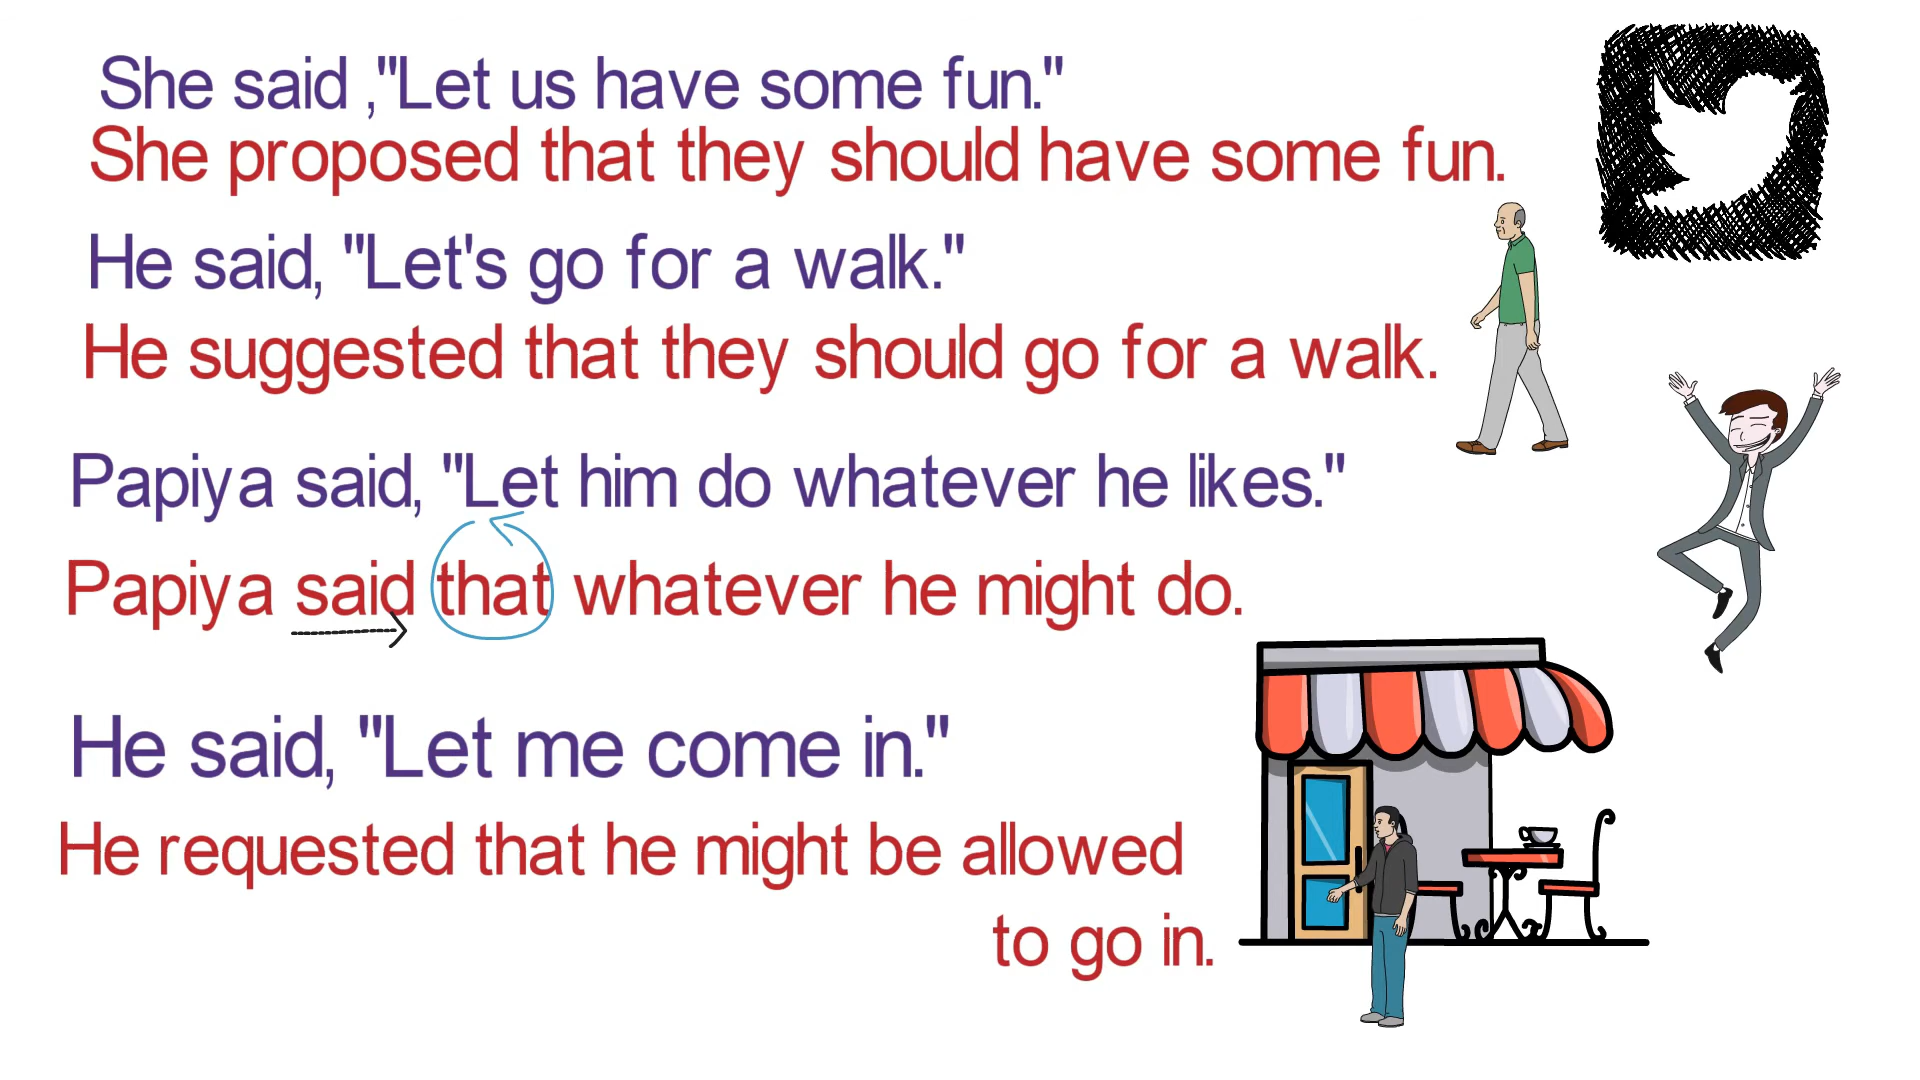 She said ,"Let us have some fun."
She proposed that they should have some fun.
He said, "Let's go for a walk."
He suggested that they should go for a walk.
Papiya said, "Let him do whatever he likes."
Papiya said that whatever he might do.
He said, "Let me come in."
He requested that he might be allowed
to go in.